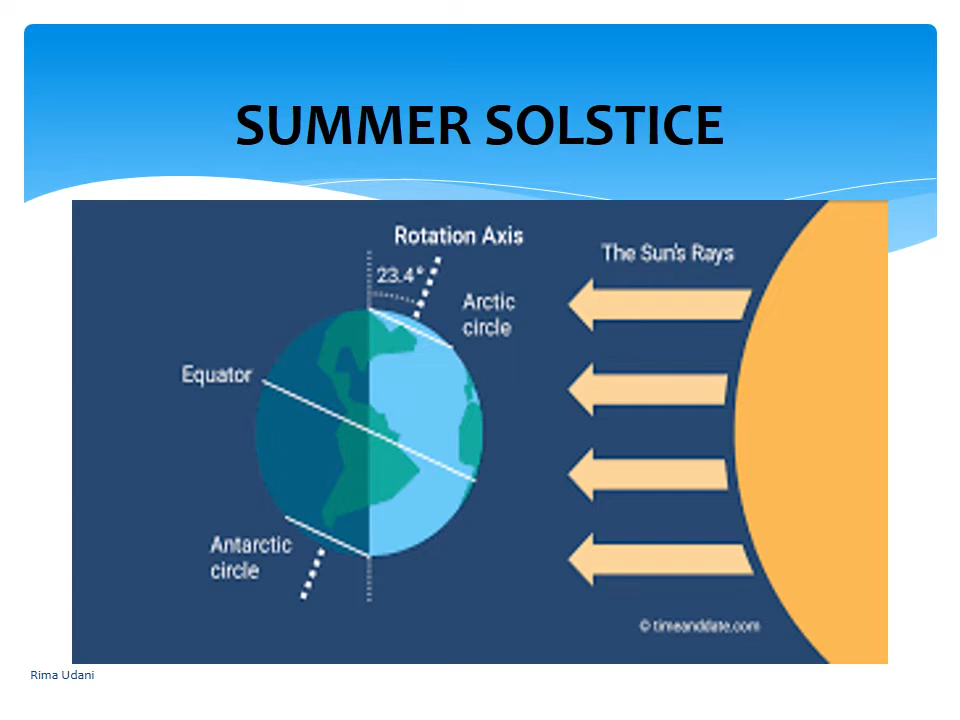 SUMMER SOLSTICE
Rotation Axis
23.4°
The Sun's Rays
Arctic
circle
Equator
Antarctic
circle
© timeanddate.com
Rima Udani